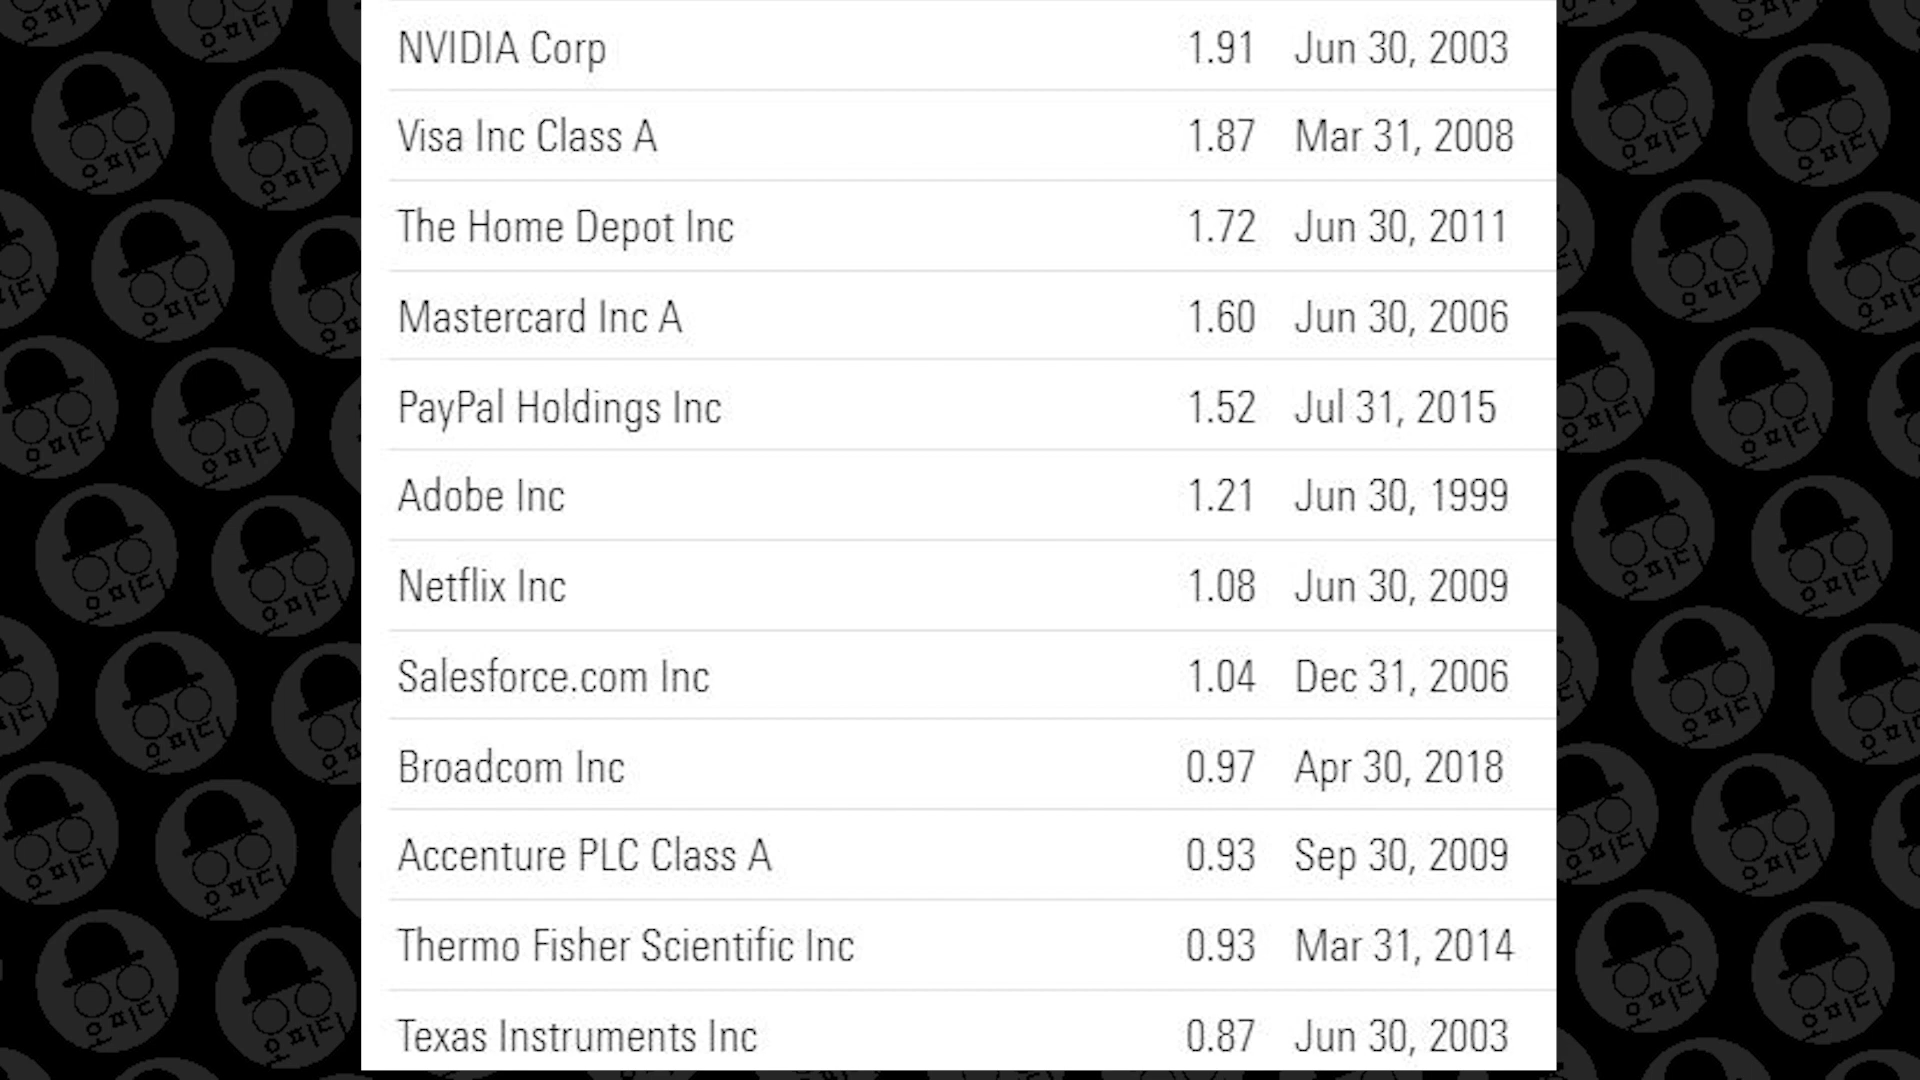 NVIDIA Corp 1.91 Jun 30, 2003
Visa Inc Class A 1.87 Mar 31, 2008
The Home Depot Inc 1.72 Jun 30, 2011
Mastercard Inc A 1.60 Jun 30, 2006
PayPal Holdings Inc 1.52 Jul 31, 2015
Adobe Inc 1.21 Jun 30, 1999
Netflix Inc 1.08 Jun 30, 2009
Salesforce.com Inc 1.04 Dec 31, 2006
Broadcom Inc 0.97 Apr 30, 2018
Accenture PLC Class A 0.93 Sep 30, 2009
Thermo Fisher Scientific Inc 0.93 Mar 31, 2014
Texas Instruments Inc 0.87 Jun 30, 2003